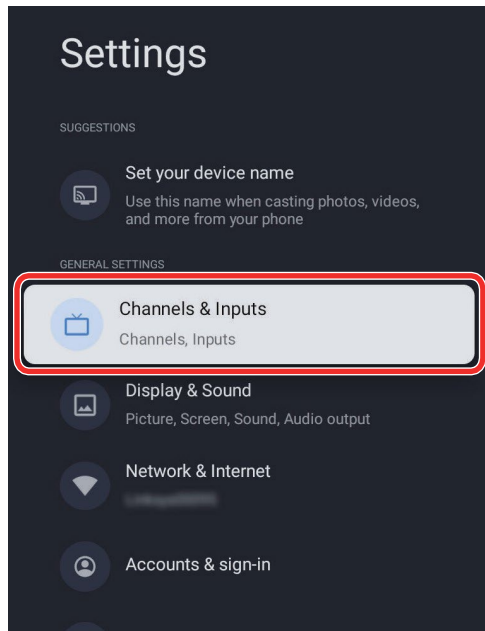 Settings
SUGGESTIONS
Set your device name
Use this name when casting photos, videos,
and more from your phone
GENERAL SETTINGS
Channels & Inputs
Channels, Inputs
Display & Sound
Picture, Screen, Sound, Audio output
Network & Internet
Accounts & sign-in